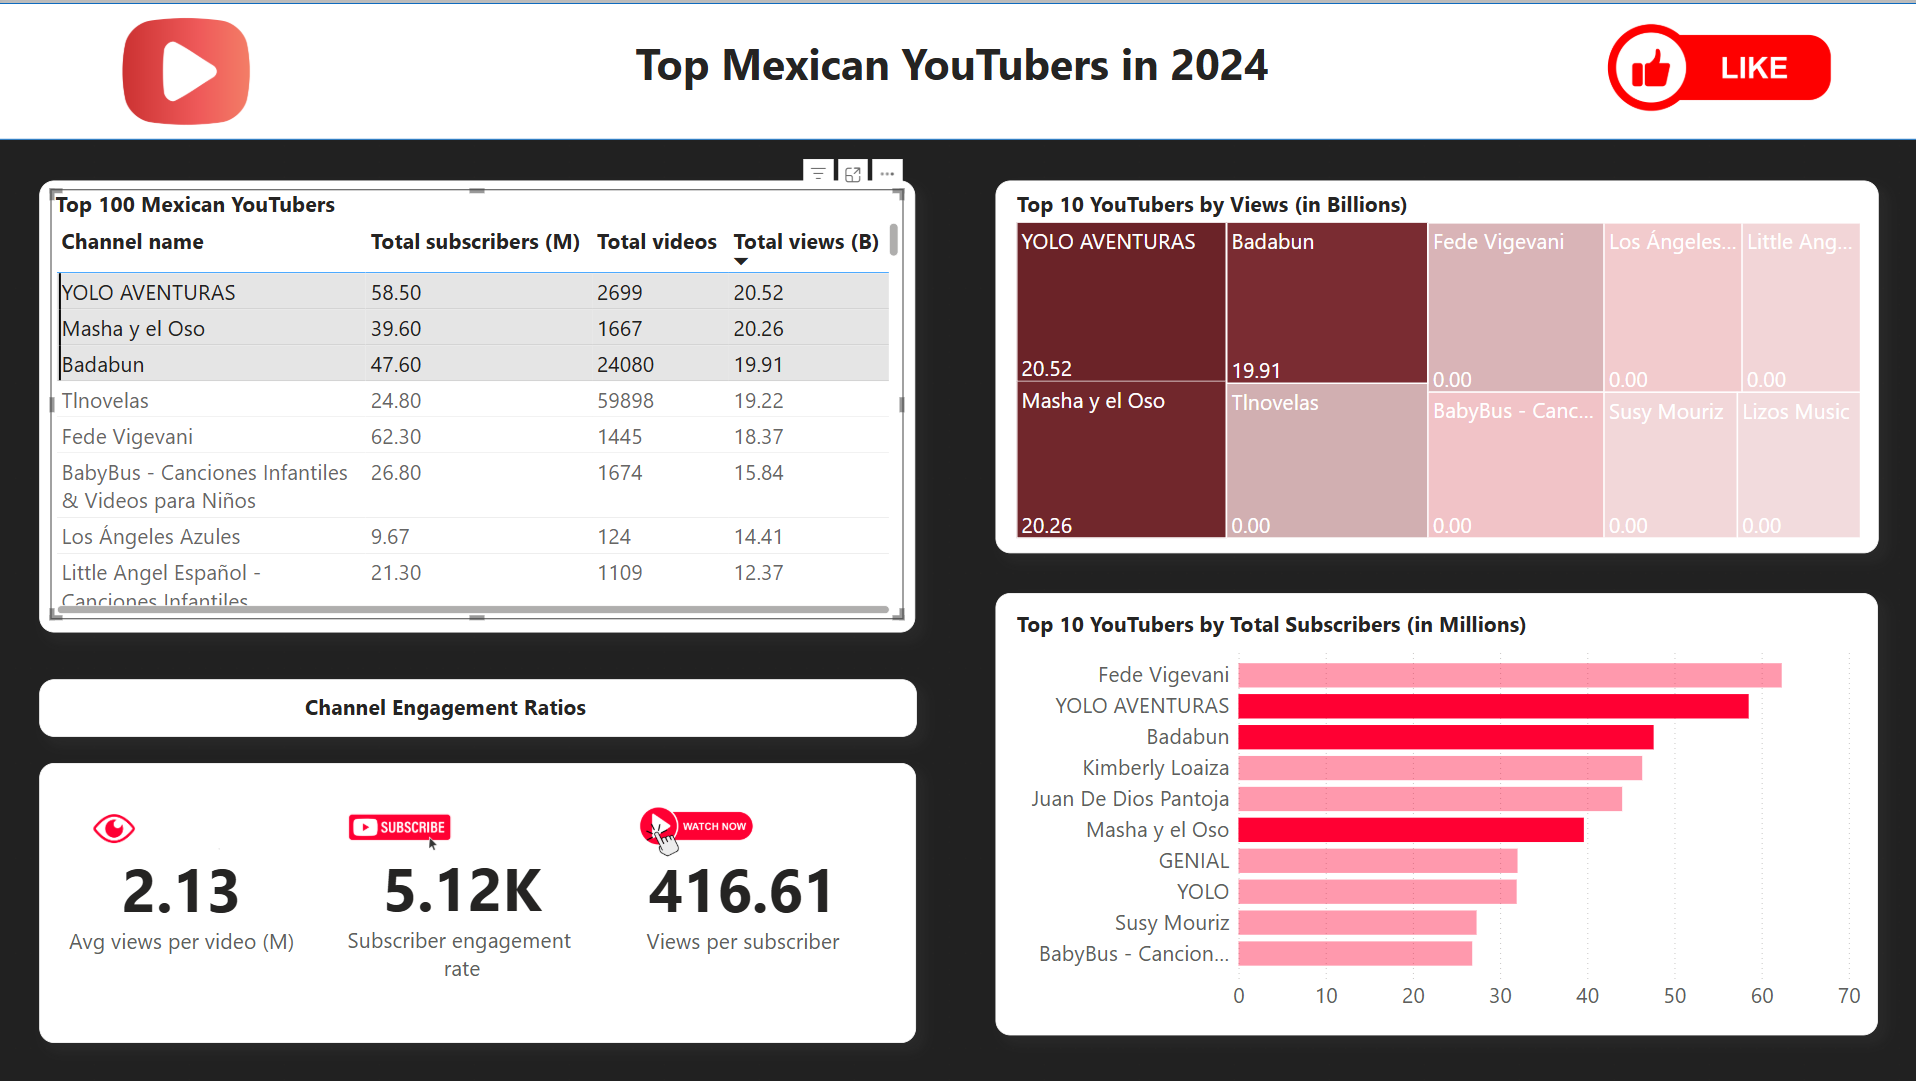 Top Mexican YouTubers in 2024
LIKE
Top 100 Mexican YouTubers
Channel name Total subscribers (M) Total videos Total views (B)
YOLO AVENTURAS 58.50 2699 20.52
Masha y el Oso 39.60 1667 20.26
Badabun 47.60 24080 19.91
Tlnovelas 24.80 59898 19.22
Fede Vigevani 62.30 1445 18.37
BabyBus - Canciones Infantiles 26.80 1674 15.84
& Videos para Niños
Los Ángeles Azules 9.67 124 14.41
Little Angel Español - 21.30 1109 12.37
Canciones Infantiles
Top 10 YouTubers by Views (in Billions)
YOLO AVENTURAS
20.52
Masha y el Oso
20.26
Badabun
19.91
Tlnovelas
0.00
Fede Vigevani
0.00
BabyBus - Canc...
0.00
Los Ángeles...
0.00
Little Ang...
0.00
Susy Mouriz
0.00
Lizos Music
0.00
Channel Engagement Ratios
SUBSCRIBE
WATCH NOW
2.13
Avg views per video (M)
5.12K
Subscriber engagement
rate
416.61
Views per subscriber
Top 10 YouTubers by Total Subscribers (in Millions)
Fede Vigevani
YOLO AVENTURAS
Badabun
Kimberly Loaiza
Juan De Dios Pantoja
Masha y el Oso
GENIAL
YOLO
Susy Mouriz
BabyBus - Cancion...
0 10 20 30 40 50 60 70